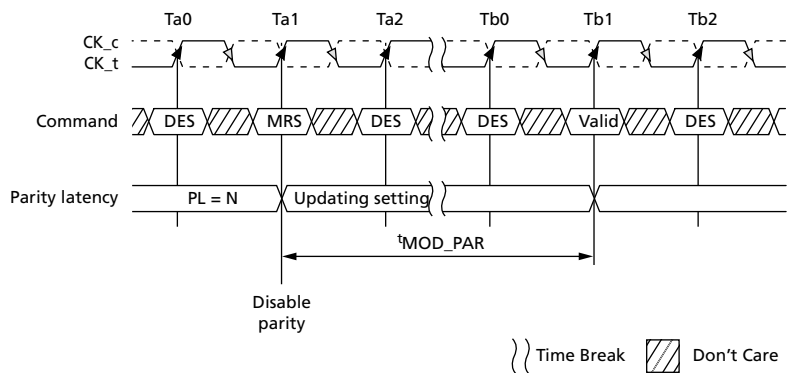 Ta0 Ta1 Ta2 Tb0 Tb1 Tb2
CK_c
CK_t
Command DES MRS DES DES Valid DES
Parity latency PL = N Updating setting
tMOD_PAR
Disable
parity
Time Break Don't Care